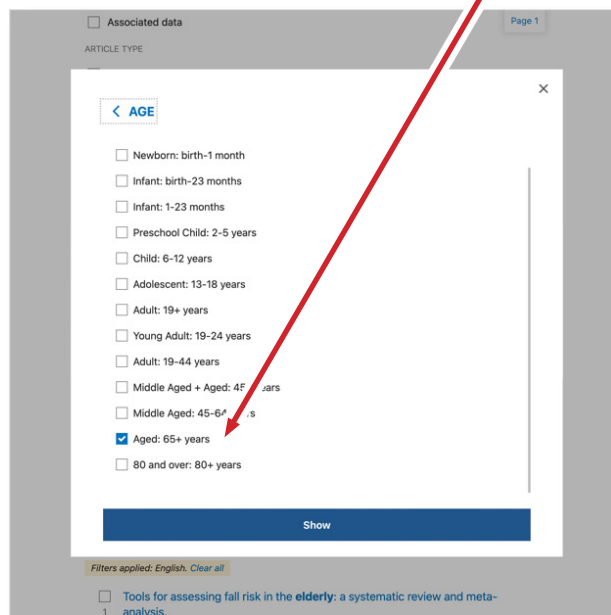 Associated data
Page 1
ARTICLE TYPE
×
< AGE
Newborn: birth-1 month
Infant: birth-23 months
Infant: 1-23 months
Preschool Child: 2-5 years
Child: 6-12 years
Adolescent: 13-18 years
Adult: 19+ years
Young Adult: 19-24 years
Adult: 19-44 years
Middle Aged + Aged:
Middle Aged: 45-64
Aged: 65+ years
80 and over: 80+ years
Show
Filters applied: English. Clear all
Tools for assessing fall risk in the elderly: a systematic review and meta-
1 analysis.